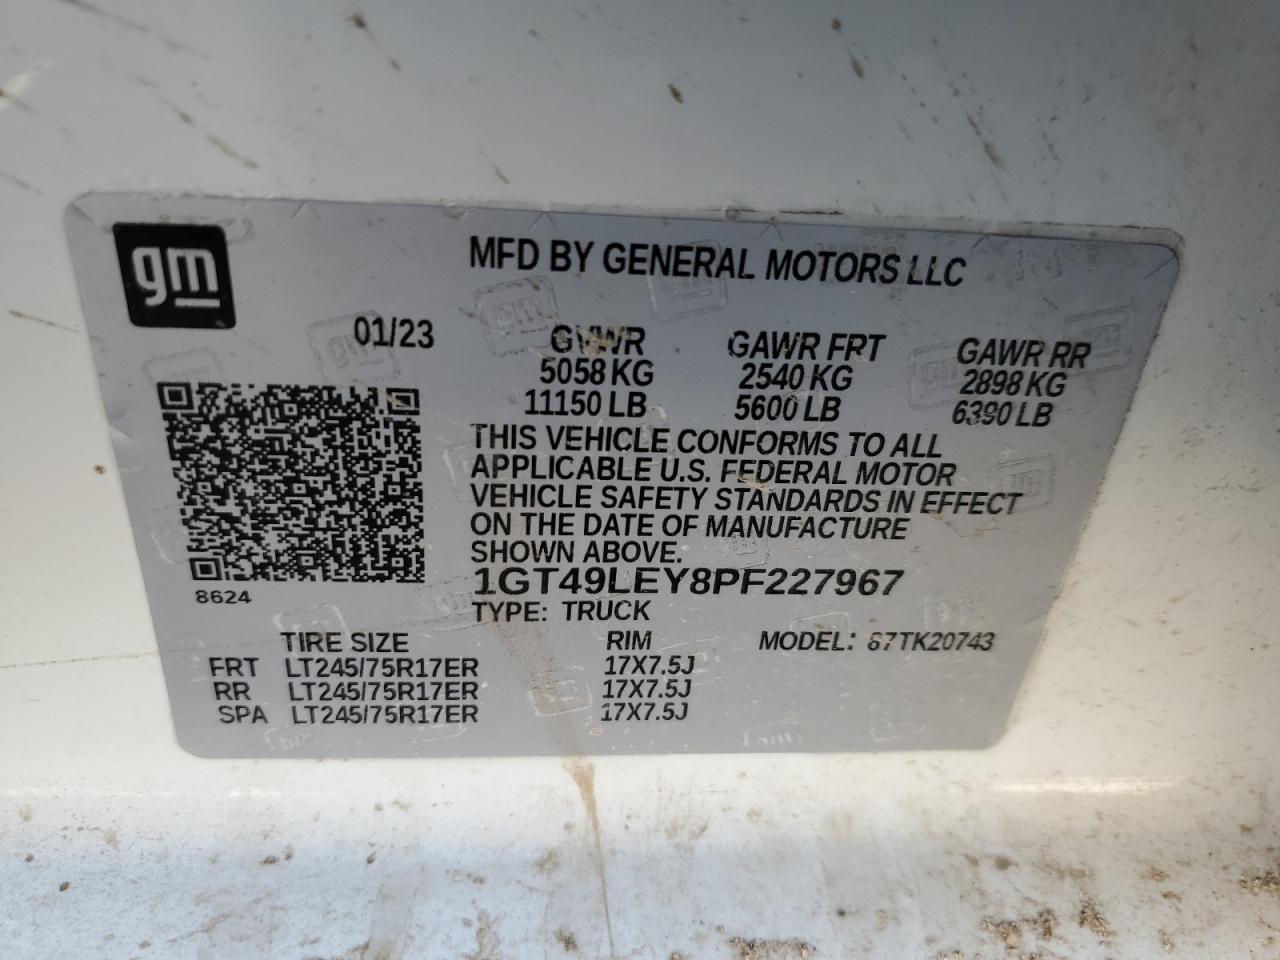 gm
MFD BY GENERAL MOTORS LLC
01/23 GVWR GAWR FRT GAWR RR
5058 KG 2540 KG 2898 KG
11150 LB 5600 LB 6390 LB
THIS VEHICLE CONFORMS TO ALL
APPLICABLE U.S. FEDERAL MOTOR
VEHICLE SAFETY STANDARDS IN EFFECT
ON THE DATE OF MANUFACTURE
SHOWN ABOVE.
1GT49LEY8PF227967
8624
TYPE: TRUCK
TIRE SIZE RIM MODEL: 67TK20743
FRT LT245/75R17ER 17X7.5J
RR LT245/75R17ER 17X7.5J
SPA LT245/75R17ER 17X7.5J